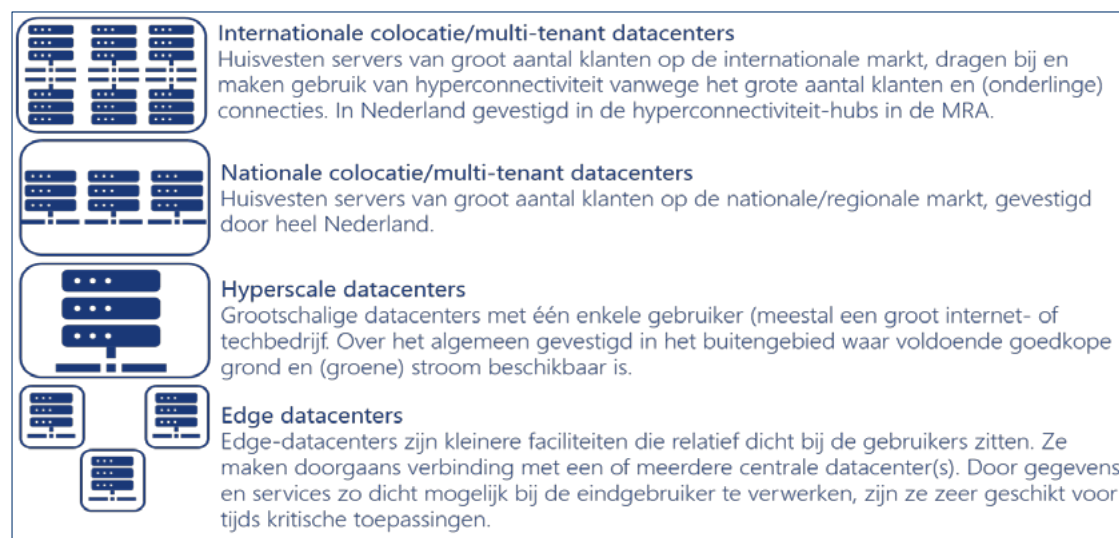 Internationale colocatie/multi-tenant datacenters
Huisvesten servers van groot aantal klanten op de internationale markt, dragen bij en
maken gebruik van hyperconnectiviteit vanwege het grote aantal klanten en (onderlinge)
connecties. In Nederland gevestigd in de hyperconnectiviteit-hubs in de MRA.
Nationale colocatie/multi-tenant datacenters
Huisvesten servers van groot aantal klanten op de nationale/regionale markt, gevestigd
door heel Nederland.
Hyperscale datacenters
Grootschalige datacenters met één enkele gebruiker (meestal een groot internet- of
techbedrijf. Over het algemeen gevestigd in het buitengebied waar voldoende goedkope
grond en (groene) stroom beschikbaar is.
Edge datacenters
Edge-datacenters zijn kleinere faciliteiten die relatief dicht bij de gebruikers zitten. Ze
maken doorgaans verbinding met een of meerdere centrale datacenter(s). Door gegevens
en services zo dicht mogelijk bij de eindgebruiker te verwerken, zijn ze zeer geschikt voor
tijds kritische toepassingen.